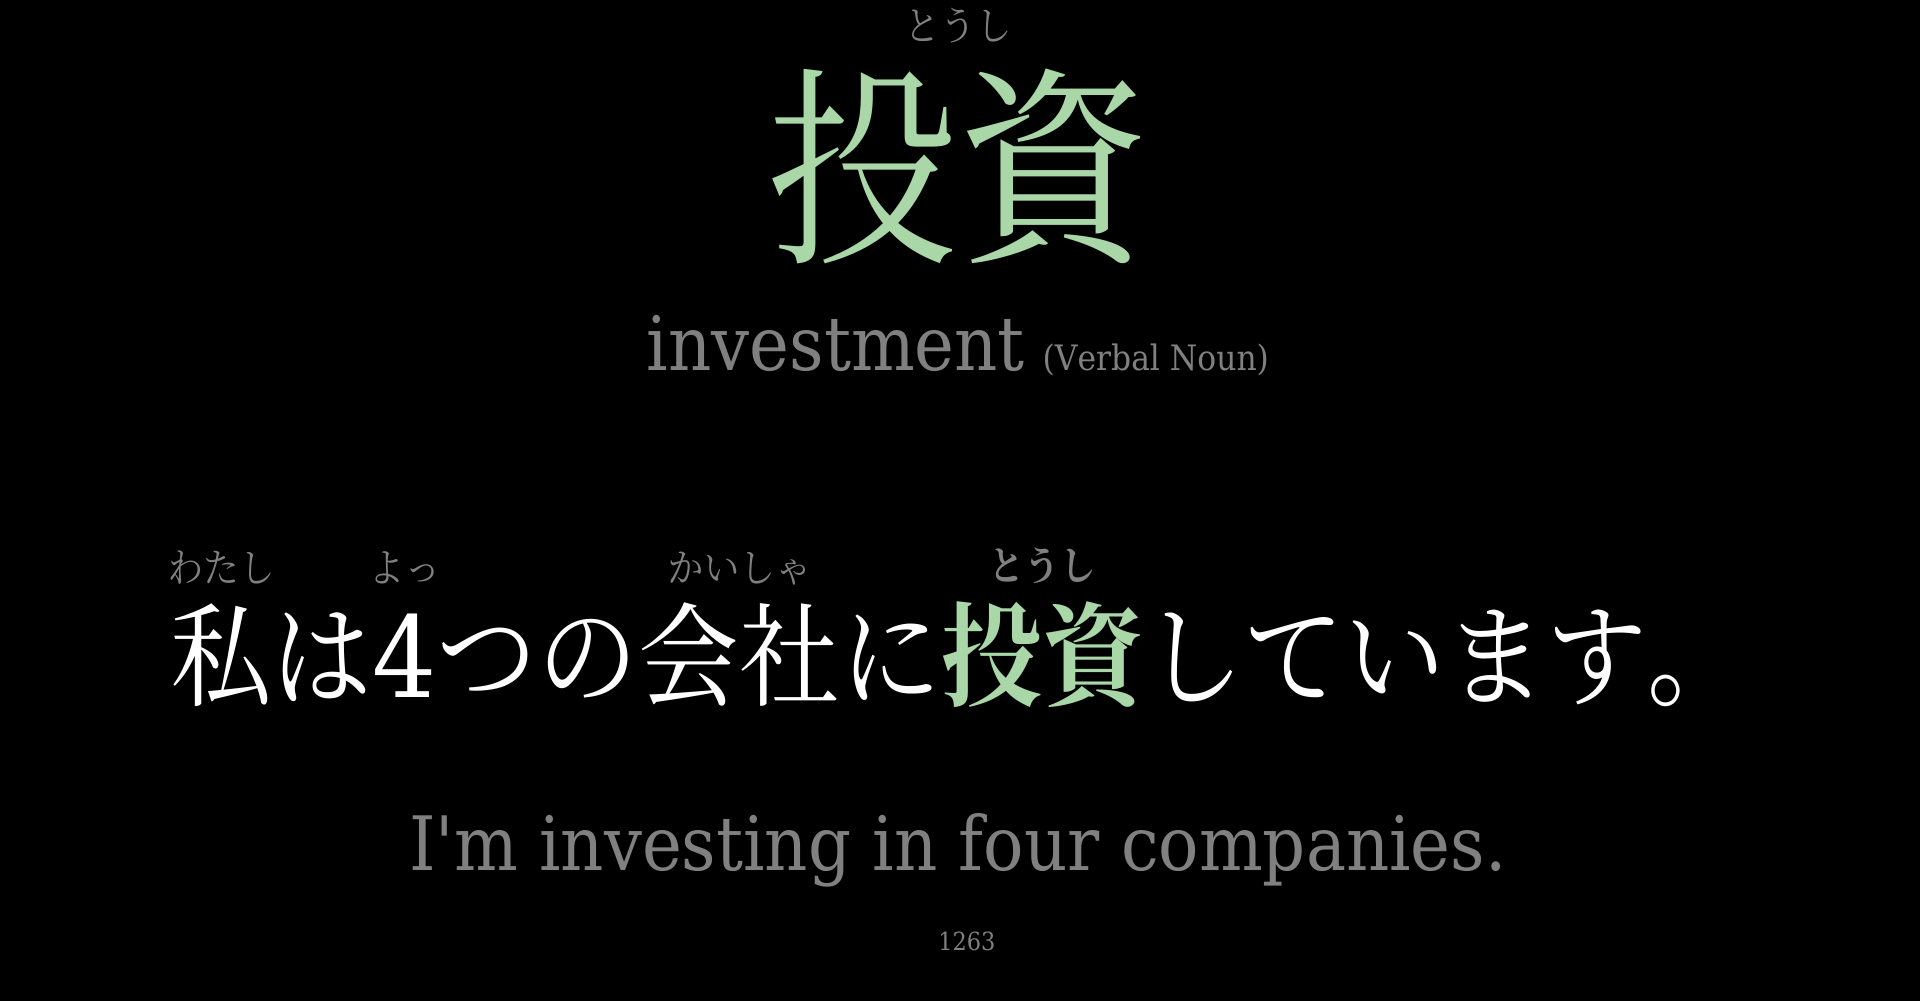 とうし
投資
investment (Verbal Noun)
わたし よっ かいしゃ とうし
私は4つの会社に投資しています。
I'm investing in four companies.
1263